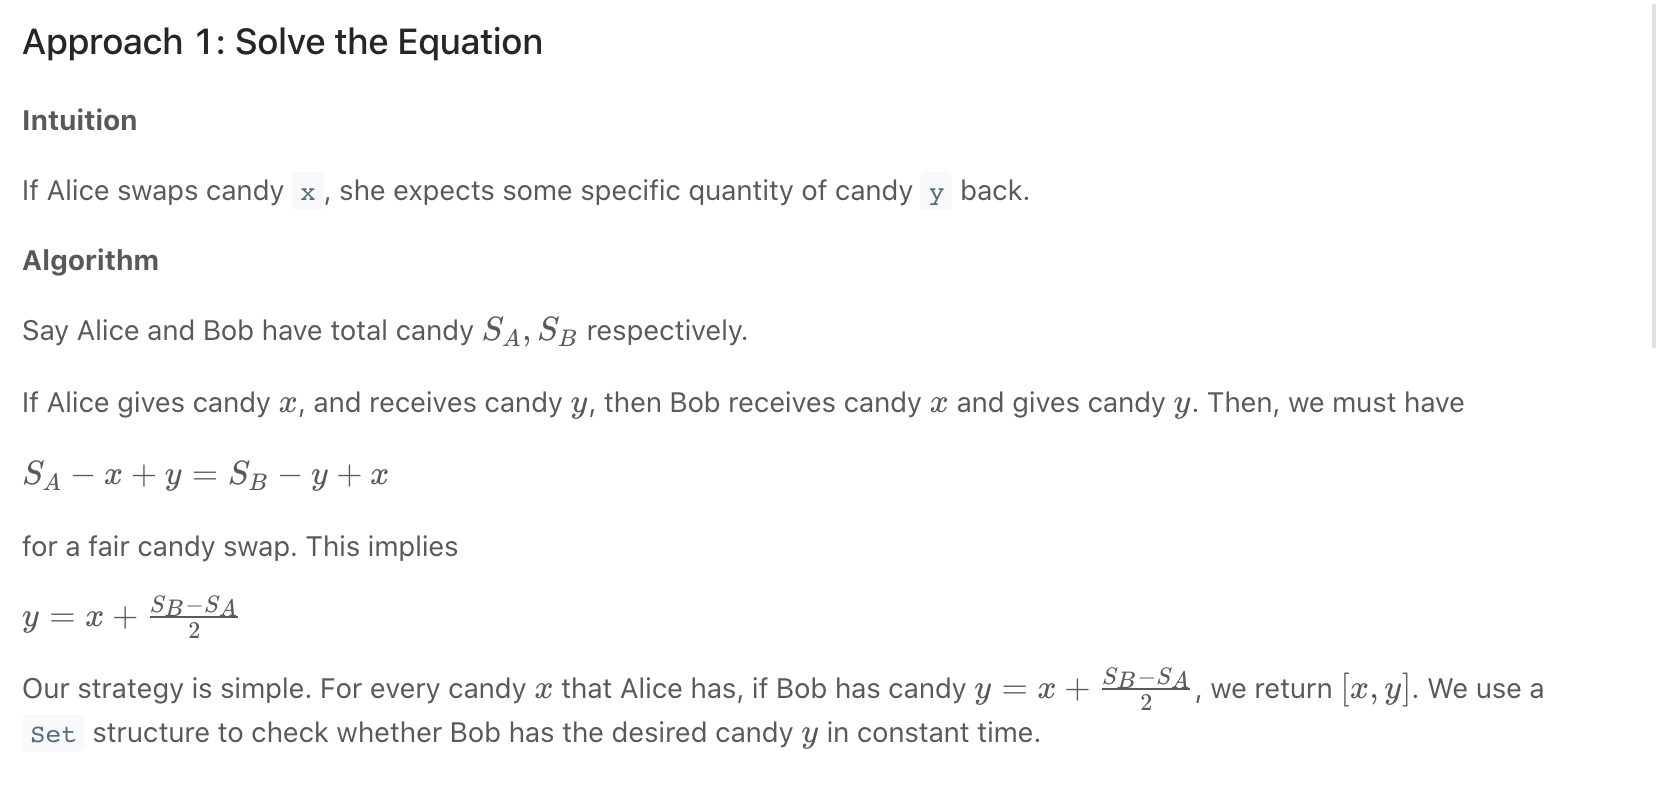 Approach 1: Solve the Equation
Intuition
If Alice swaps candy x, she expects some specific quantity of candy y back.
Algorithm
Say Alice and Bob have total candy S_A, S_B respectively.
If Alice gives candy x, and receives candy y, then Bob receives candy x and gives candy y. Then, we must have
S_A − x + y = S_B − y + x
for a fair candy swap. This implies
y = x + \frac{S_B−S_A}{2}
Our strategy is simple. For every candy x that Alice has, if Bob has candy y = x + \frac{S_B−S_A}{2}, we return [x, y]. We use a
Set structure to check whether Bob has the desired candy y in constant time.